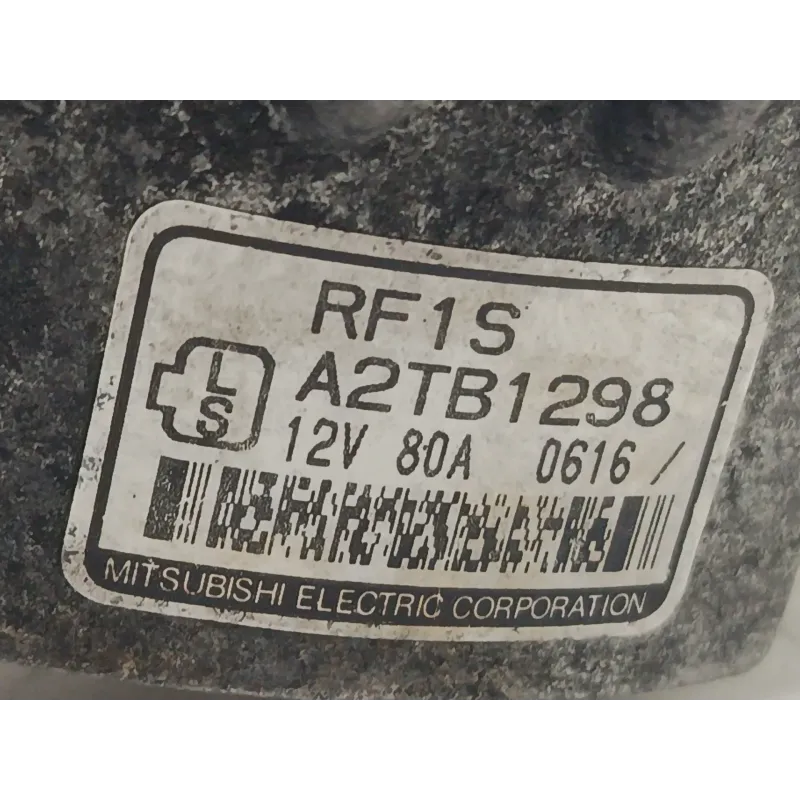 RF1S
L
S
A2TB1298
12V 80A 0616 /
MITSUBISHI ELECTRIC CORPORATION